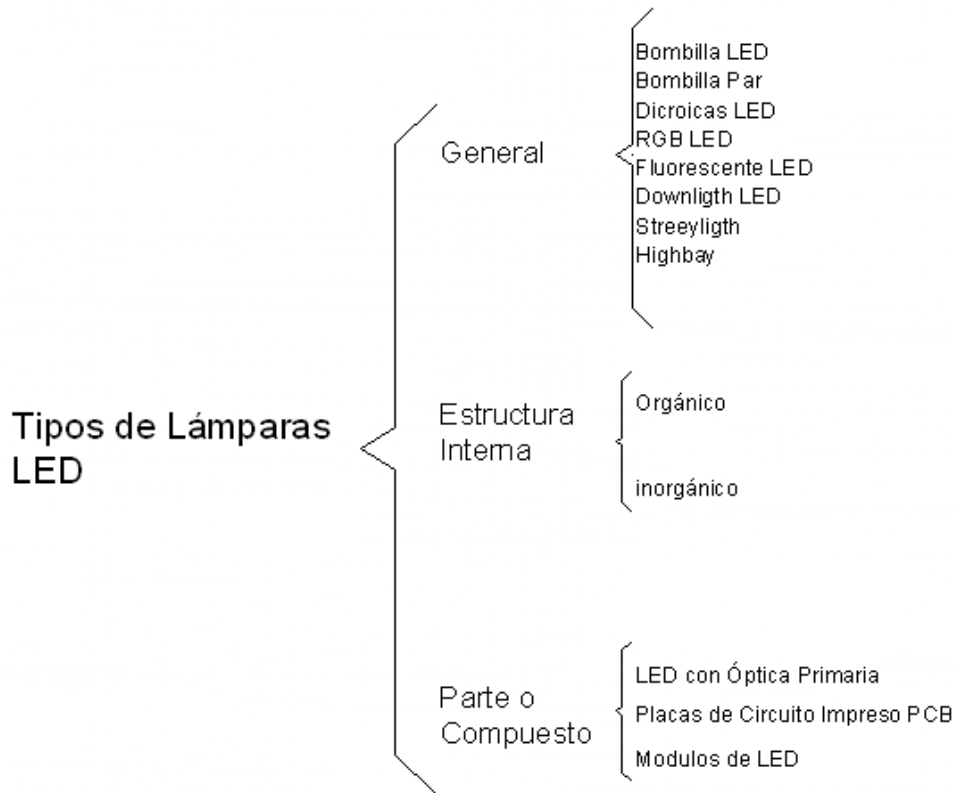 Tipos de Lámparas
LED
General
Bombilla LED
Bombilla Par
Dicroicas LED
RGB LED
Fluorescente LED
Downligth LED
Streeyligth
Highbay
Estructura
Interna
Orgánico
inorgánico
Parte o
Compuesto
LED con Óptica Primaria
Placas de Circuito Impreso PCB
Modulos de LED